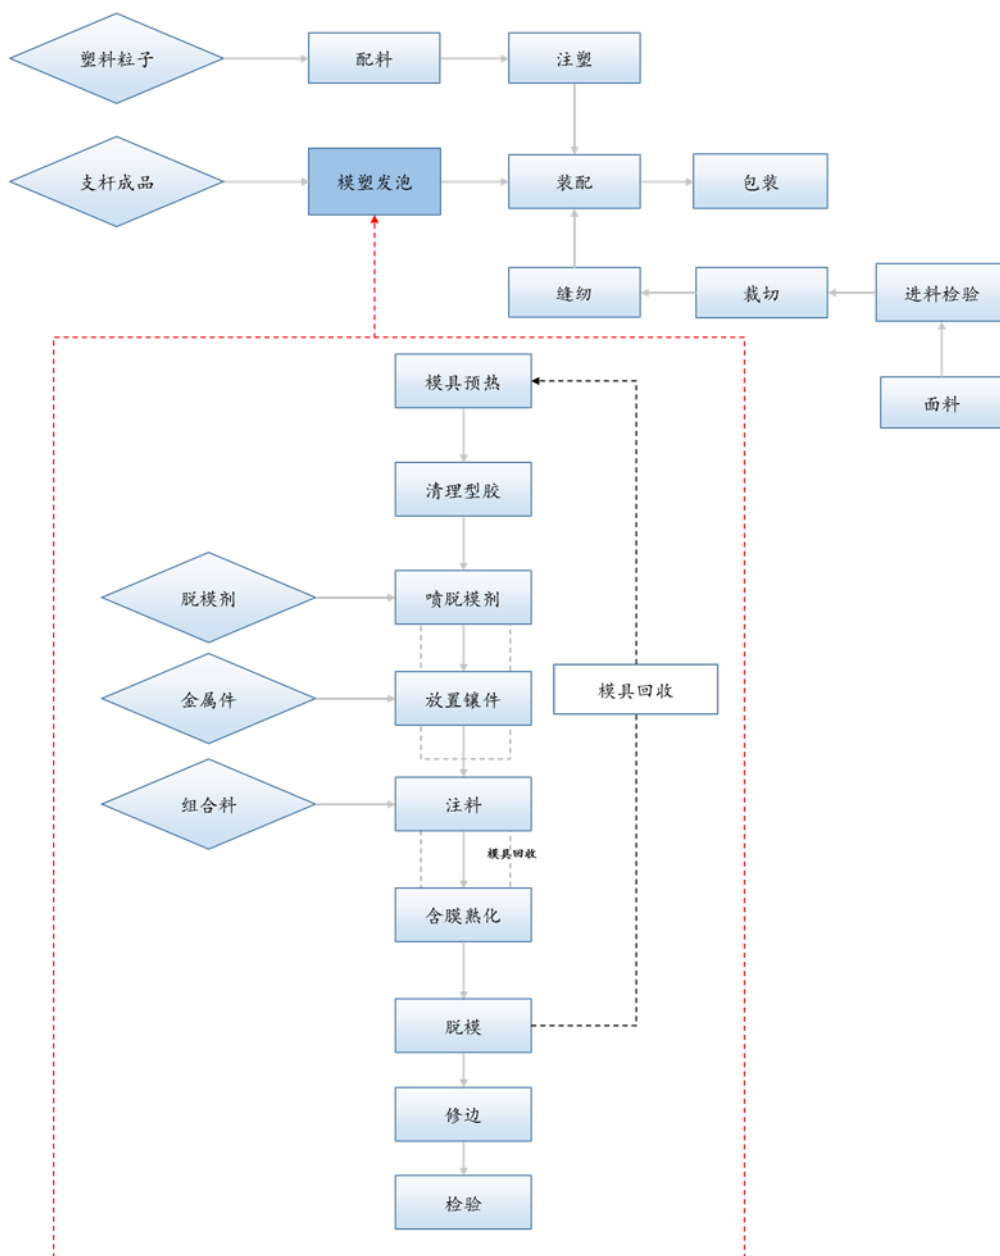 塑料粒子
配料
注塑
支杆成品
模塑发泡
装配
包装
缝纫
裁切
进料检验
面料
模具预热
清理型胶
脱模剂
喷脱模剂
金属件
放置镶件
模具回收
组合料
注料
模具回收
含膜熟化
脱模
修边
检验